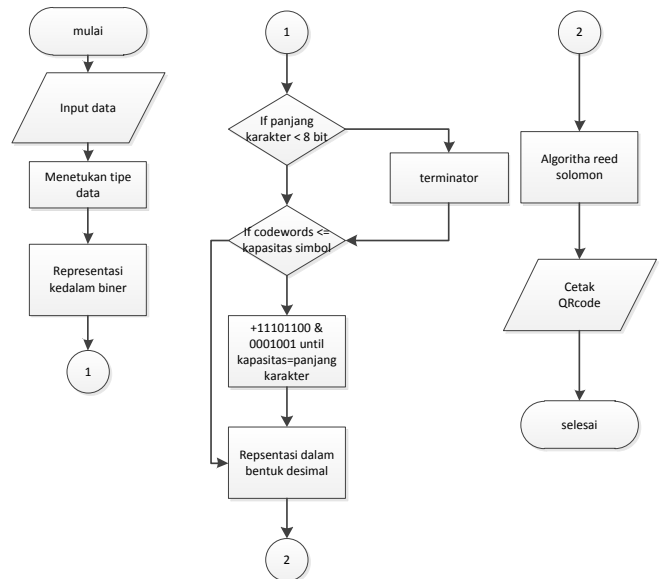 mulai
Input data
Menetukan tipe
data
Representasi
kedalam biner
1
1
If panjang
karakter < 8 bit
terminator
If codewords <=
kapasitas simbol
+11101100 &
0001001 until
kapasitas=panjang
karakter
Repsentasi dalam
bentuk desimal
2
2
Algoritha reed
solomon
Cetak
QRcode
selesai